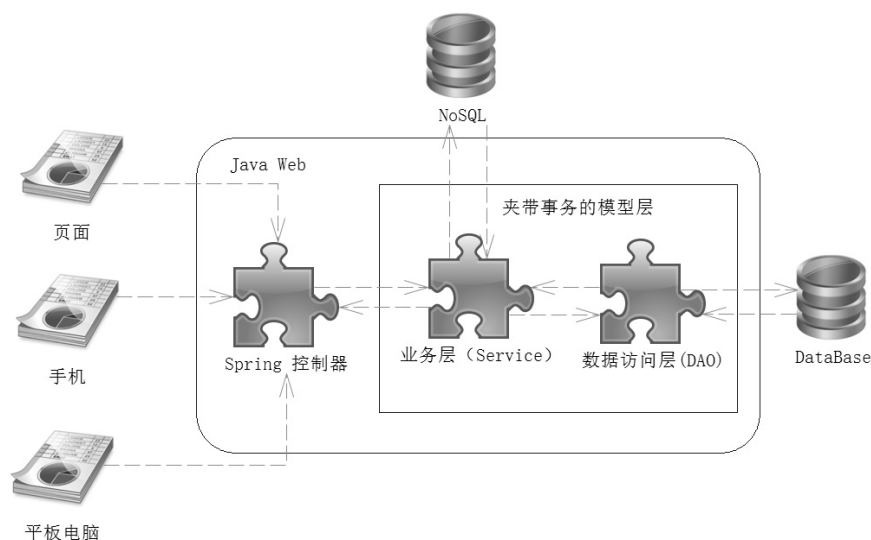 NoSQL
Java Web
夹带事务的模型层
页面
手机
Spring 控制器
业务层（Service）
数据访问层(DAO)
DataBase
平板电脑